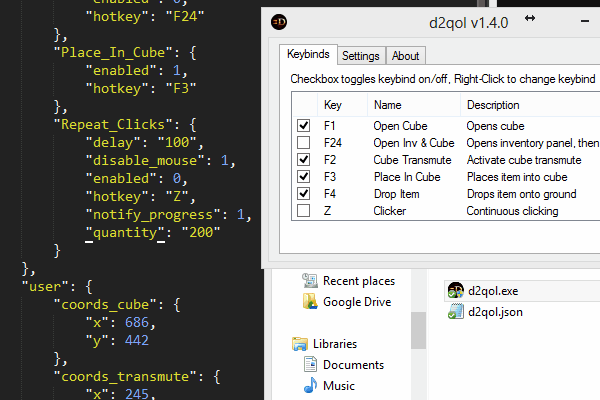 "enabled": 0,
"hotkey": "F24"
},
"Place_In_Cube": {
"enabled": 1,
"hotkey": "F3"
},
"Repeat_Clicks": {
"delay": "100",
"disable_mouse": 1,
"enabled": 0,
"hotkey": "Z",
"notify_progress": 1,
"quantity": "200"
}
},
"user": {
"coords_cube": {
"x": 686,
"y": 442
},
"coords_transmute": {
"x": 245,
d2qol v1.4.0
Keybinds Settings About
Checkbox toggles keybind on/off, Right-Click to change keybind
Key Name Description
F1 Open Cube Opens cube
F24 Open Inv & Cube Opens inventory panel, then
F2 Cube Transmute Activate cube transmute
F3 Place In Cube Places item into cube
F4 Drop Item Drops item onto ground
Z Clicker Continuous clicking
Recent places
Google Drive
Libraries
Documents
Music
d2qol.exe
d2qol.json